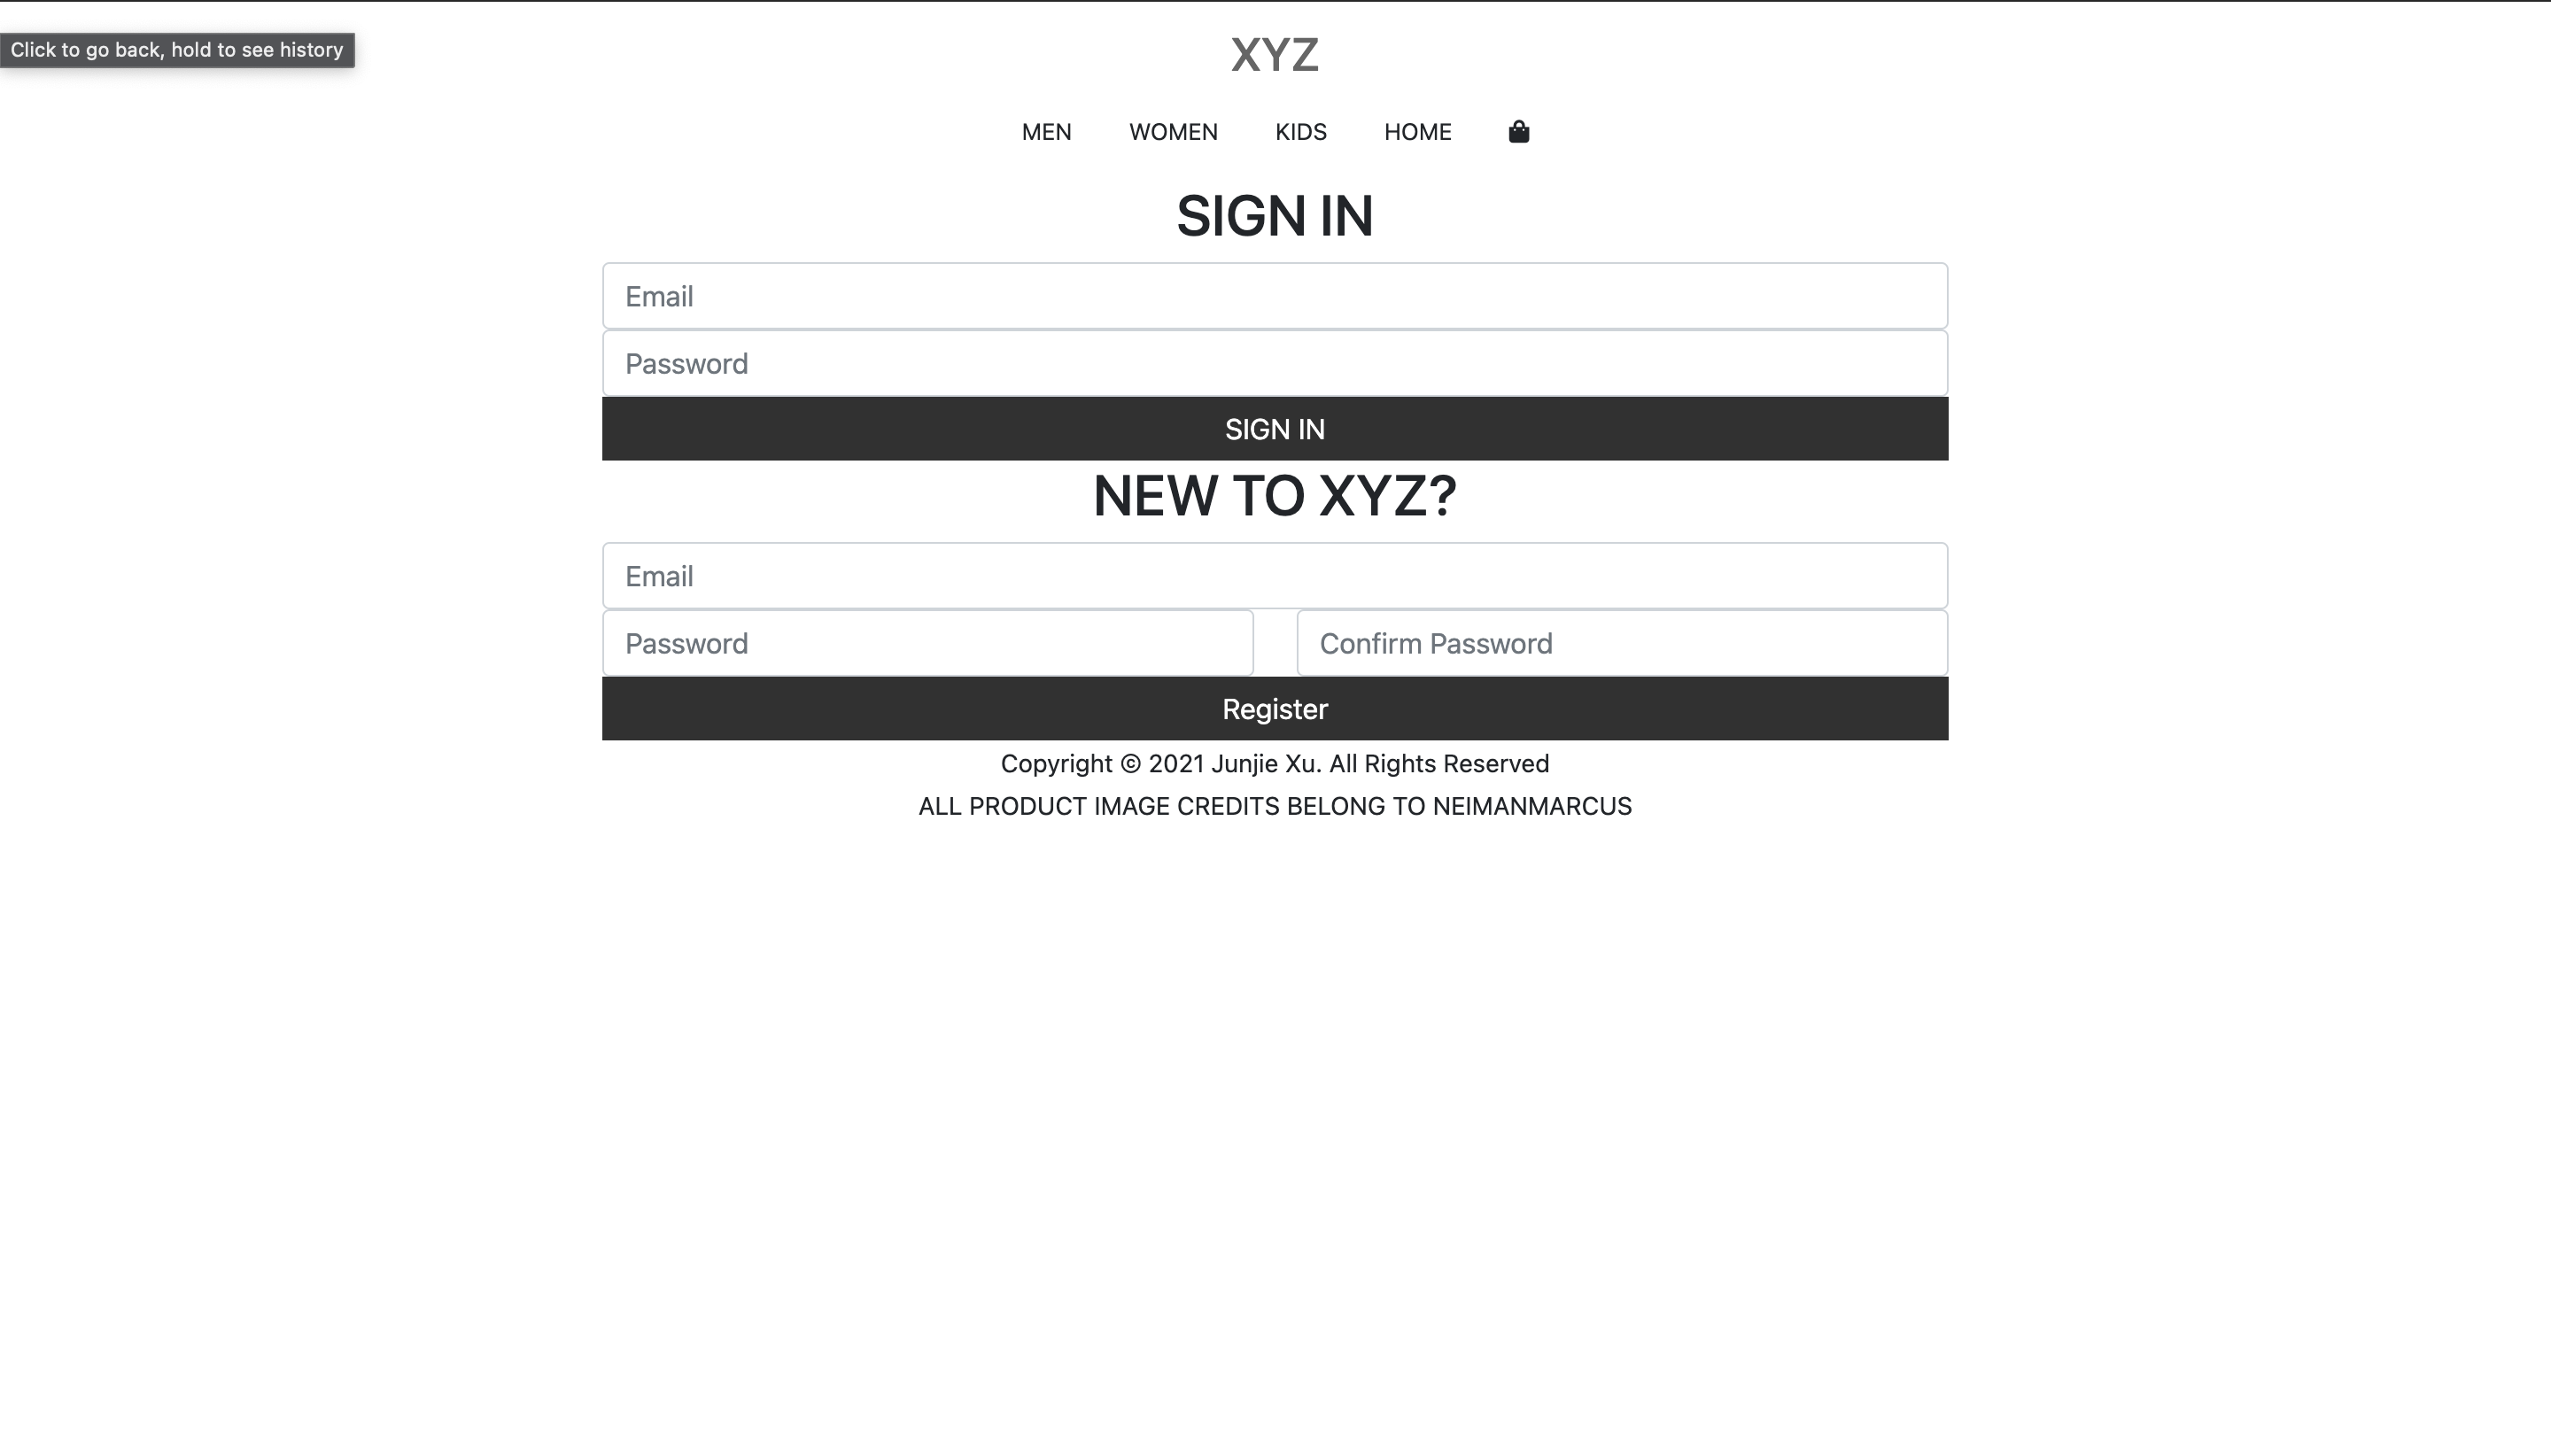 Click to go back, hold to see history
XYZ
MEN WOMEN KIDS HOME
SIGN IN
Email
Password
SIGN IN
NEW TO XYZ?
Email
Password Confirm Password
Register
Copyright © 2021 Junjie Xu. All Rights Reserved
ALL PRODUCT IMAGE CREDITS BELONG TO NEIMANMARCUS